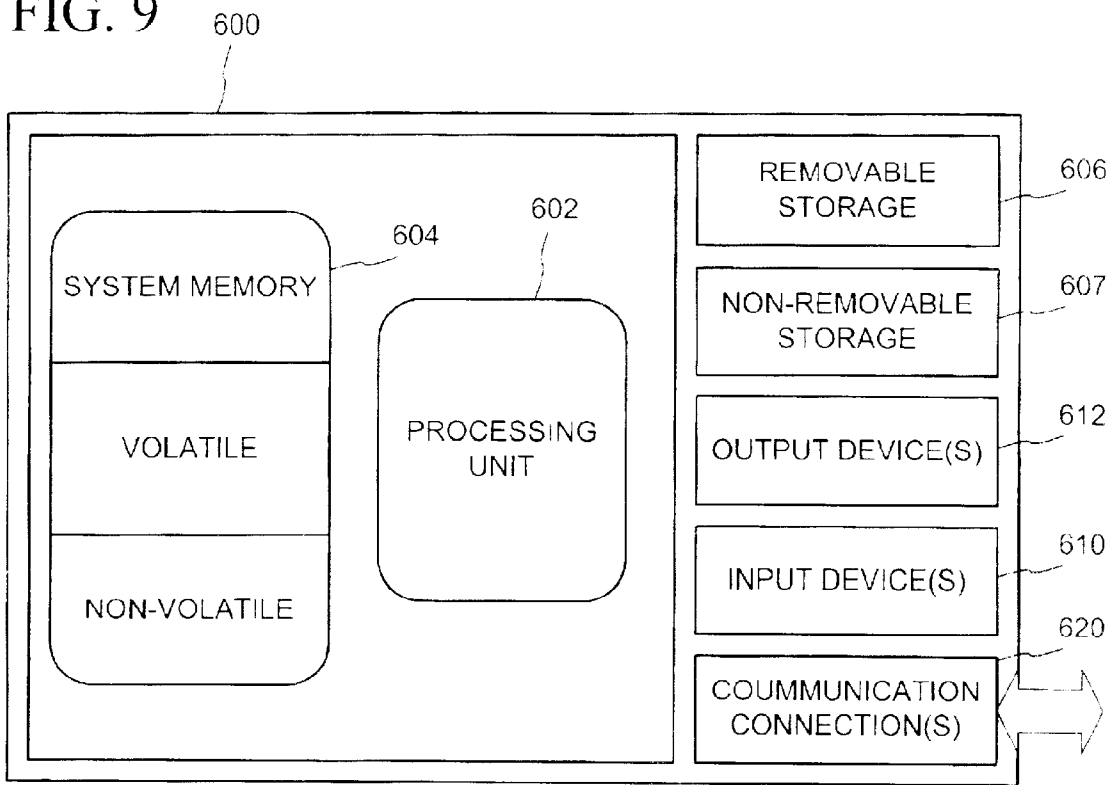 FIG. 9
600
SYSTEM MEMORY
VOLATILE
NON-VOLATILE
604
602
PROCESSING
UNIT
REMOVABLE
STORAGE
606
NON-REMOVABLE
STORAGE
607
OUTPUT DEVICE(S)
612
INPUT DEVICE(S)
610
COUMMUNICATION
CONNECTION(S)
620